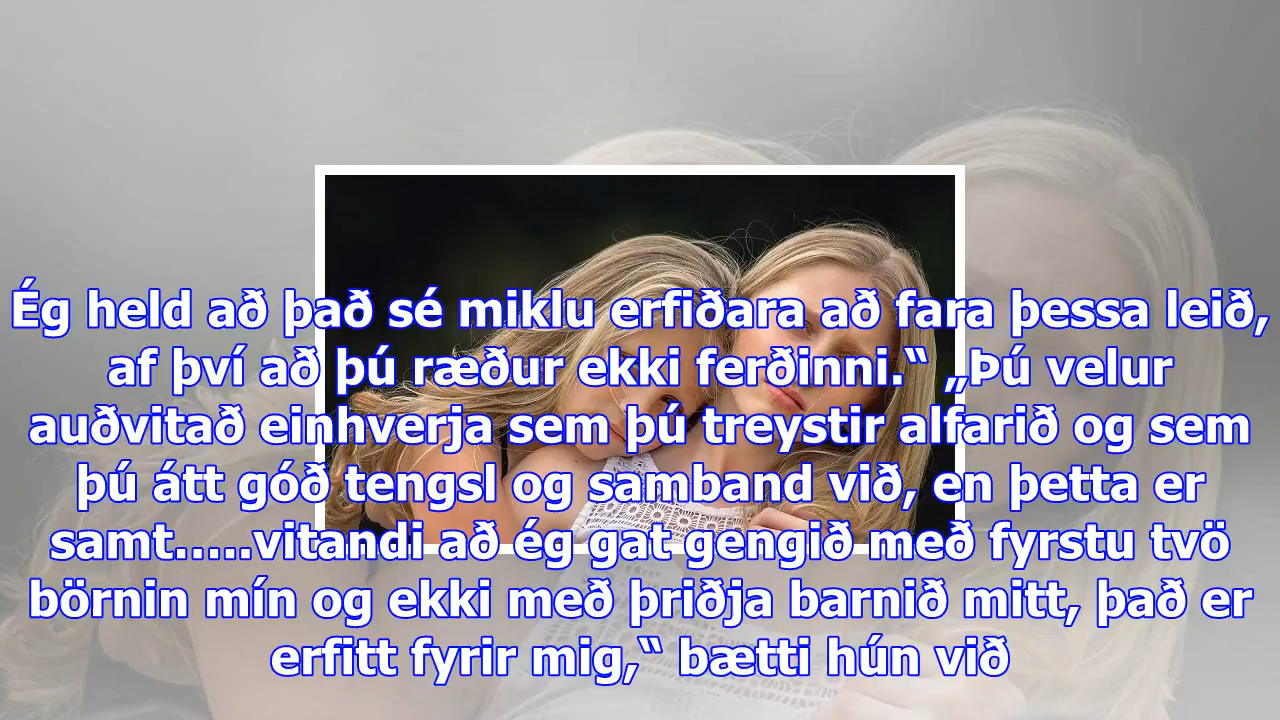 Ég held að það sé miklu erfiðara að fara þessa leið,
af því að þú ræður ekki ferðinni.“ „Þú velur
auðvitað einhverja sem þú treystir alfarið og sem
þú átt góð tengsl og samband við, en þetta er
samt.....vitandi að ég gat gengið með fyrstu tvö
börnin mín og ekki með þriðja barnið mitt, það er
erfitt fyrir mig,“ bætti hún við